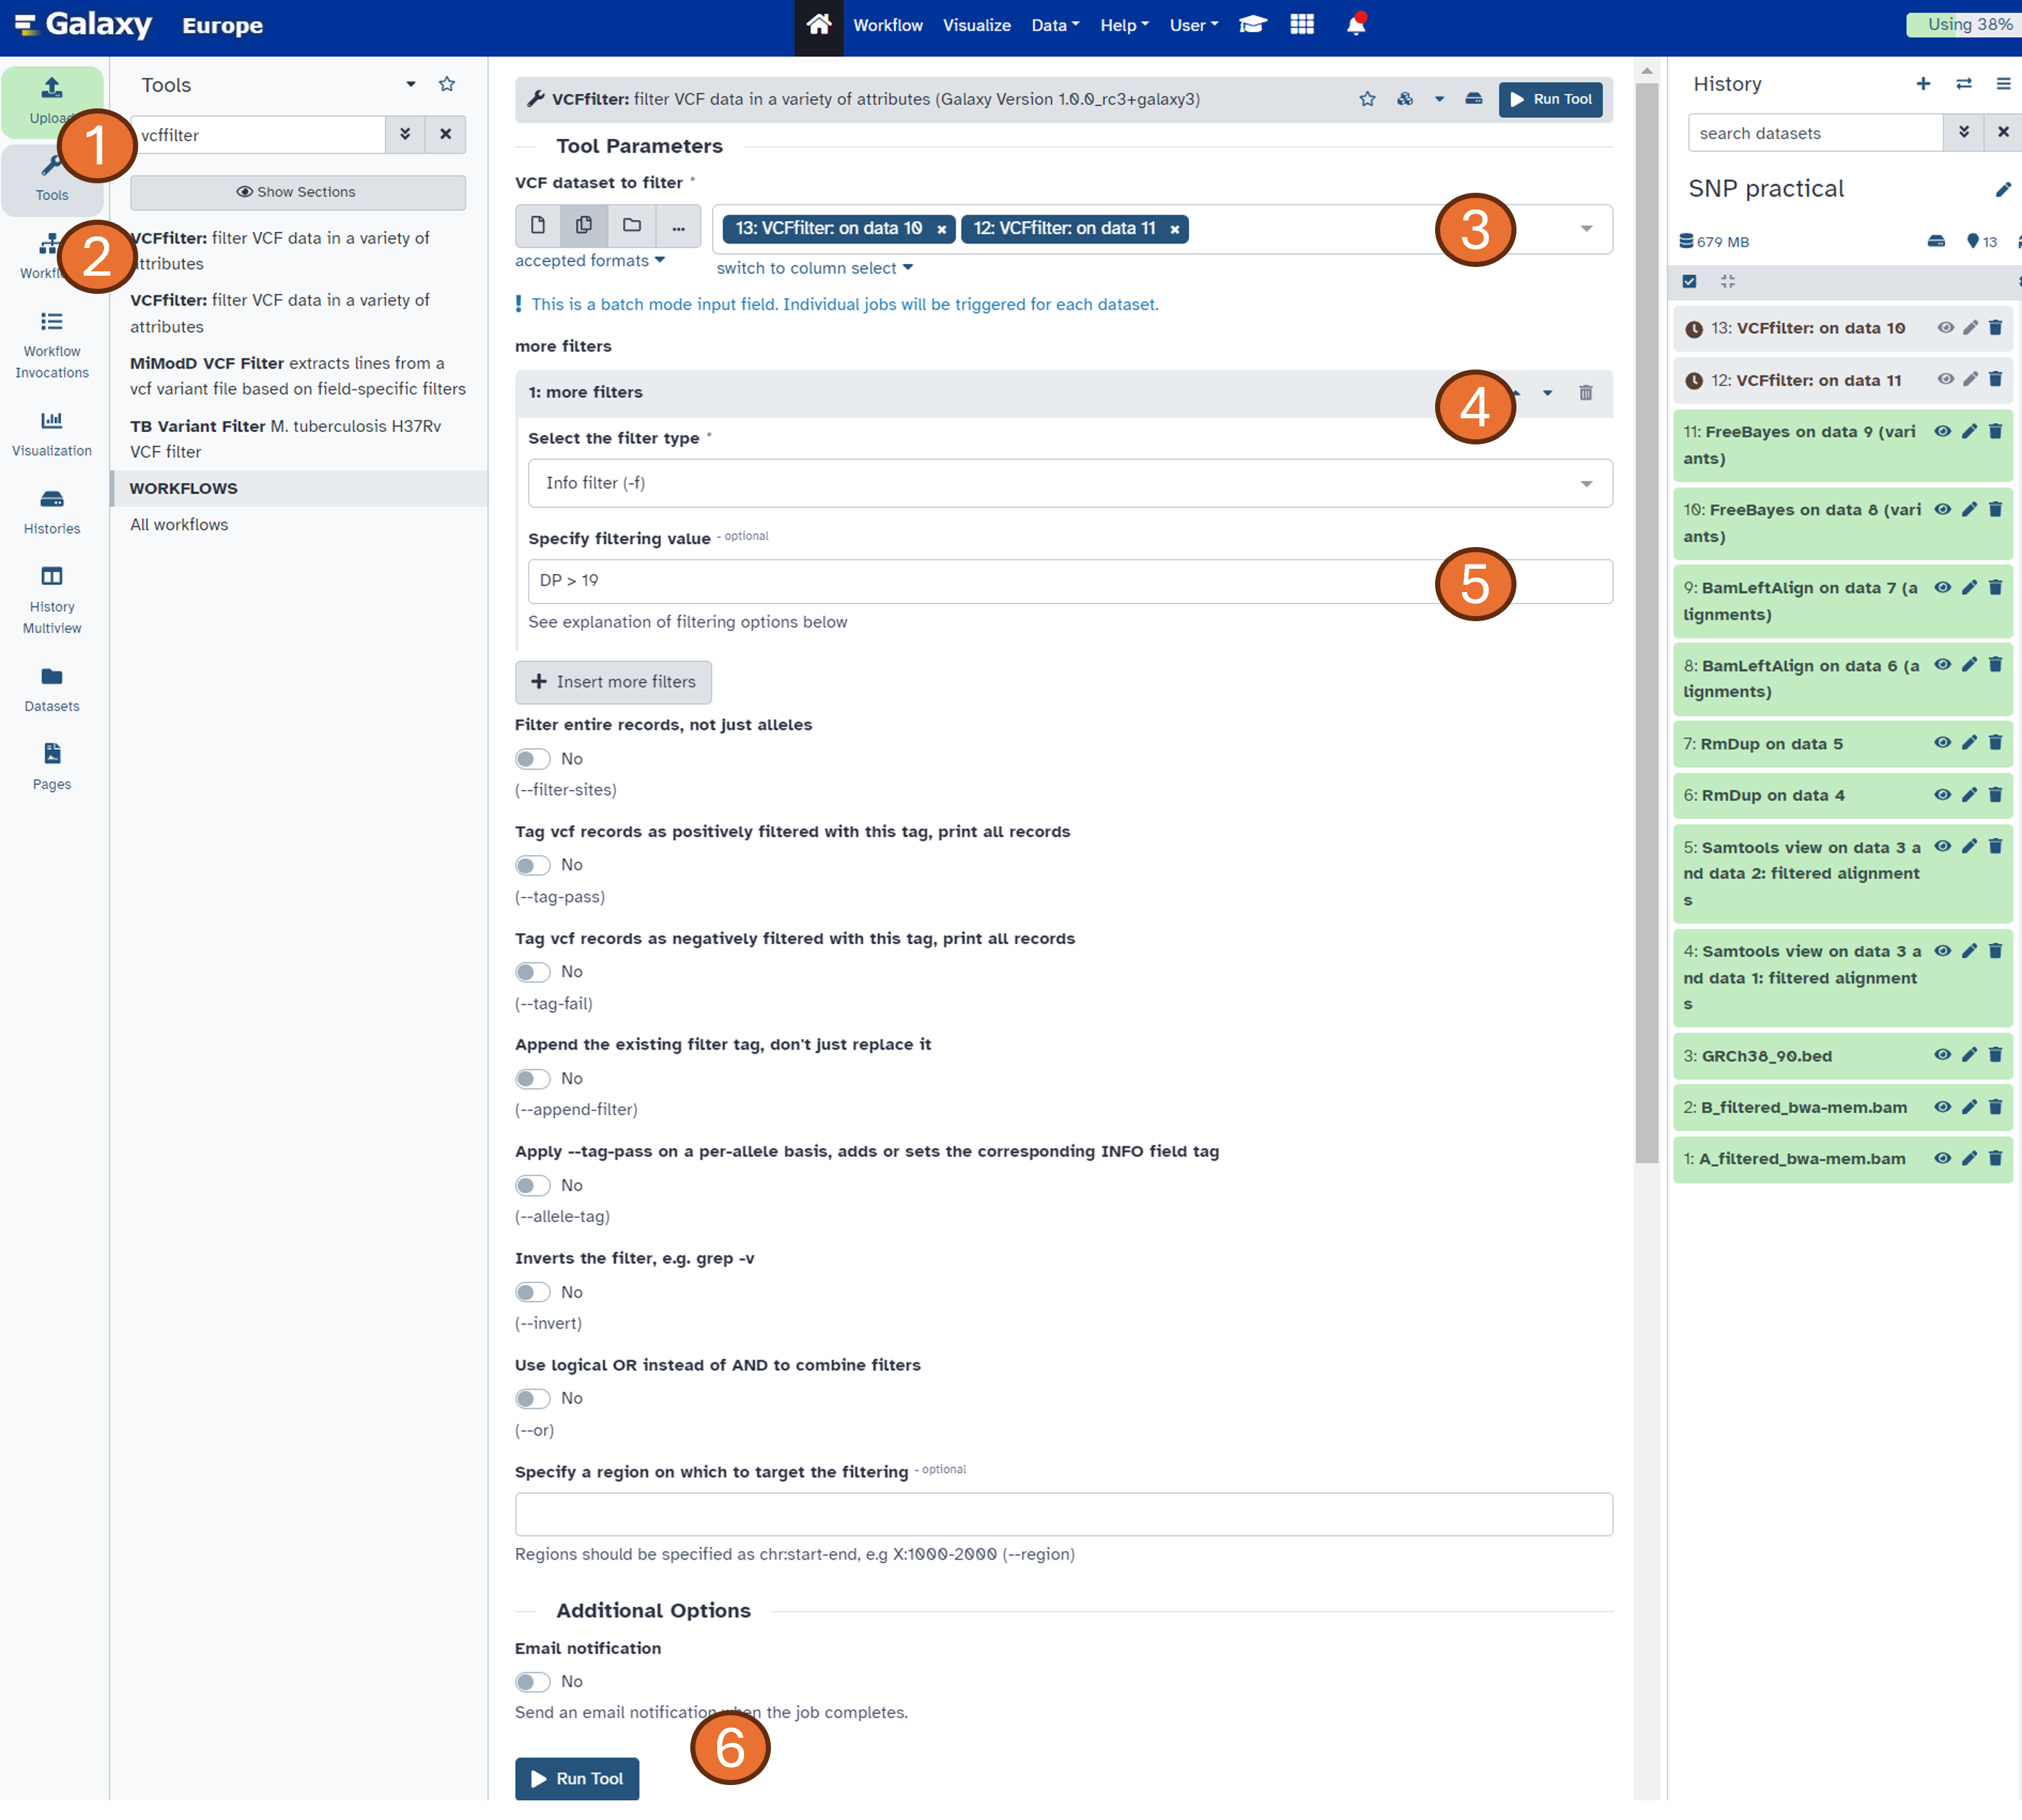 Galaxy Europe
Workflow Visualize Data Help User
Using 38%
Upload
Tools
Workflows
Workflow
Invocations
Visualization
Histories
History
Multiview
Datasets
Pages
1
2
Tools
vcffilter
Show Sections
VCFfilter: filter VCF data in a variety of
attributes
VCFfilter: filter VCF data in a variety of
attributes
MiModD VCF Filter extracts lines from a
vcf variant file based on field-specific filters
TB Variant Filter M. tuberculosis H37Rv
VCF filter
WORKFLOWS
All workflows
VCFfilter: filter VCF data in a variety of attributes (Galaxy Version 1.0.0_rc3+galaxy3)
Run Tool
Tool Parameters
VCF dataset to filter *
...
13: VCFfilter: on data 10 × 12: VCFfilter: on data 11 ×
3
accepted formats
switch to column select
! This is a batch mode input field. Individual jobs will be triggered for each dataset.
more filters
1: more filters
4
Select the filter type *
Info filter (-f)
Specify filtering value - optional
DP > 19
5
See explanation of filtering options below
+ Insert more filters
Filter entire records, not just alleles
No
(--filter-sites)
Tag vcf records as positively filtered with this tag, print all records
No
(--tag-pass)
Tag vcf records as negatively filtered with this tag, print all records
No
(--tag-fail)
Append the existing filter tag, don't just replace it
No
(--append-filter)
Apply --tag-pass on a per-allele basis, adds or sets the corresponding INFO field tag
No
(--allele-tag)
Inverts the filter, e.g. grep -v
No
(--invert)
Use logical OR instead of AND to combine filters
No
(--or)
Specify a region on which to target the filtering - optional
Regions should be specified as chr:start-end, e.g X:1000-2000 (--region)
Additional Options
Email notification
No
Send an email notification when the job completes.
6
Run Tool
History
search datasets
SNP practical
679 MB
13
13: VCFfilter: on data 10
12: VCFfilter: on data 11
11: FreeBayes on data 9 (vari
ants)
10: FreeBayes on data 8 (vari
ants)
9: BamLeftAlign on data 7 (a
lignments)
8: BamLeftAlign on data 6 (a
lignments)
7: RmDup on data 5
6: RmDup on data 4
5: Samtools view on data 3 a
nd data 2: filtered alignment
s
4: Samtools view on data 3 a
nd data 1: filtered alignment
s
3: GRCh38_90.bed
2: B_filtered_bwa-mem.bam
1: A_filtered_bwa-mem.bam